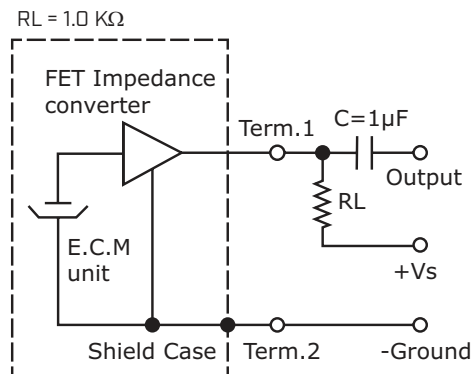 RL = 1.0 KΩ
FET Impedance
converter
Term.1
C=1µF
Output
RL
E.C.M
unit
+Vs
Shield Case
Term.2
-Ground